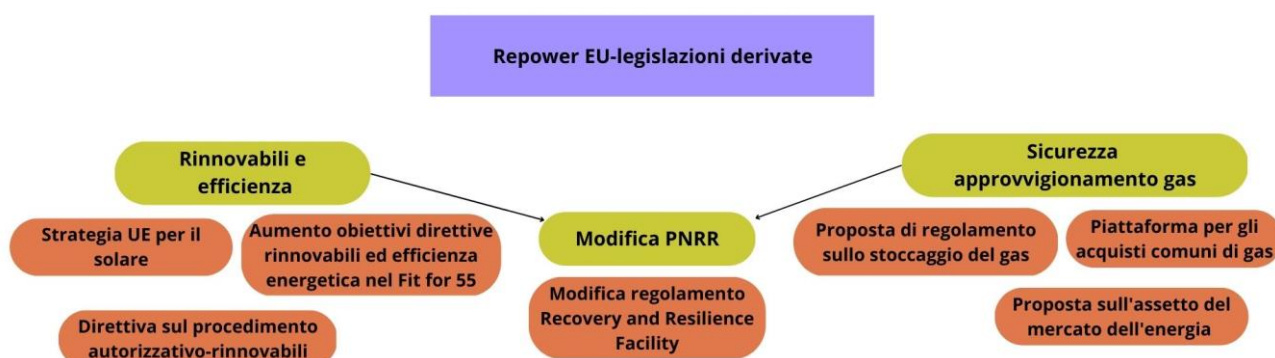 Repower EU-legislazioni derivate
Rinnovabili e
efficienza
Sicurezza
approvvigionamento gas
Modifica PNRR
Strategia UE per il
solare
Aumento obiettivi direttive
rinnovabili ed efficienza
energetica nel Fit for 55
Direttiva sul procedimento
autorizzativo-rinnovabili
Modifica regolamento
Recovery and Resilience
Facility
Proposta di regolamento
sullo stoccaggio del gas
Piattaforma per gli
acquisti comuni di gas
Proposta sull'assetto del
mercato dell'energia